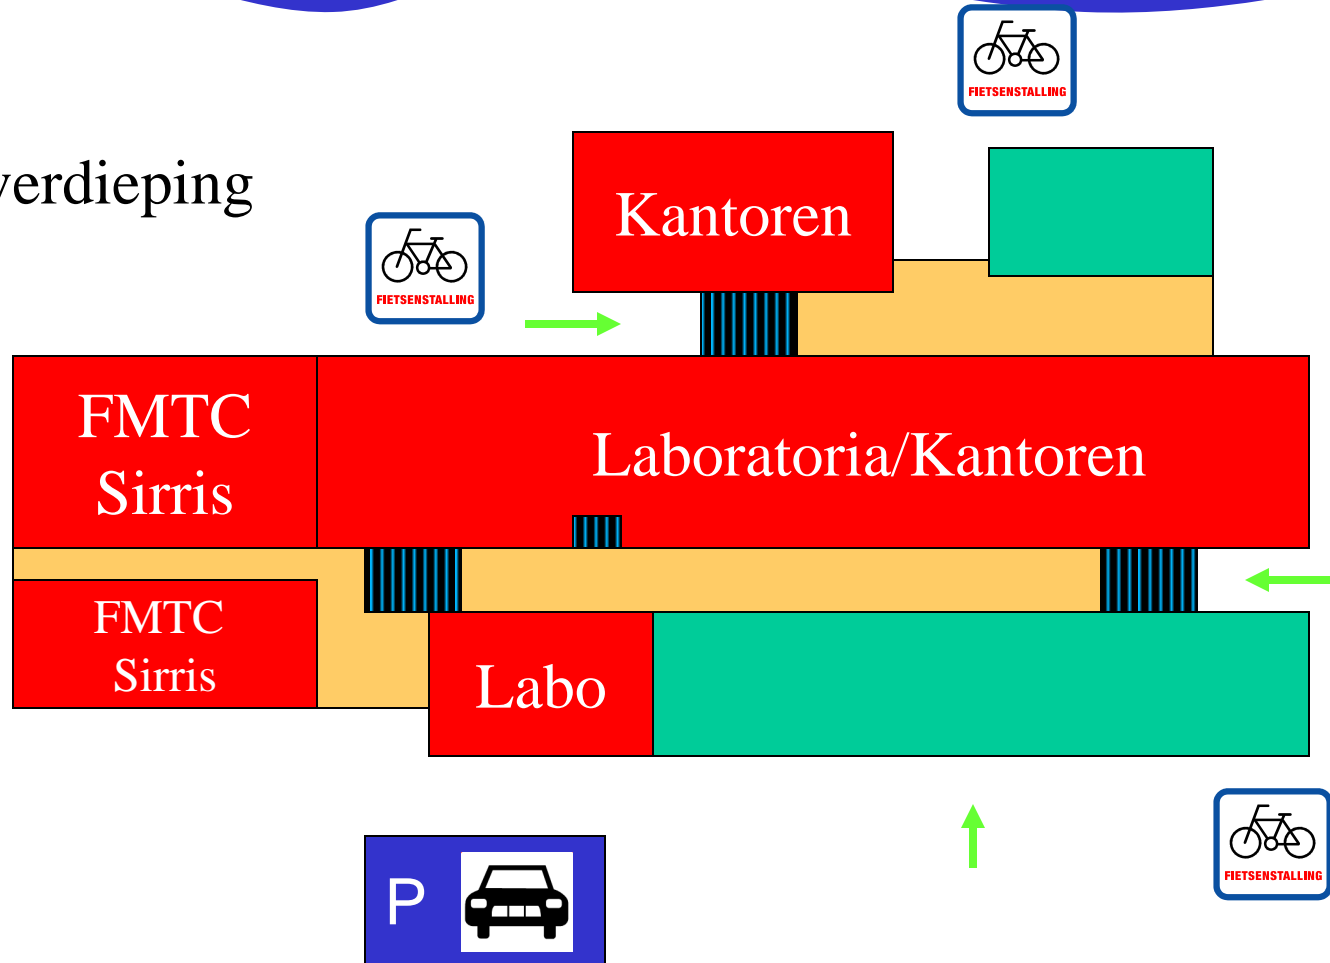 FIETSENSTALLING
verdieping
Kantoren
FIETSENSTALLING
FMTC
Sirris
Laboratoria/Kantoren
FMTC
Sirris
Labo
FIETSENSTALLING
P